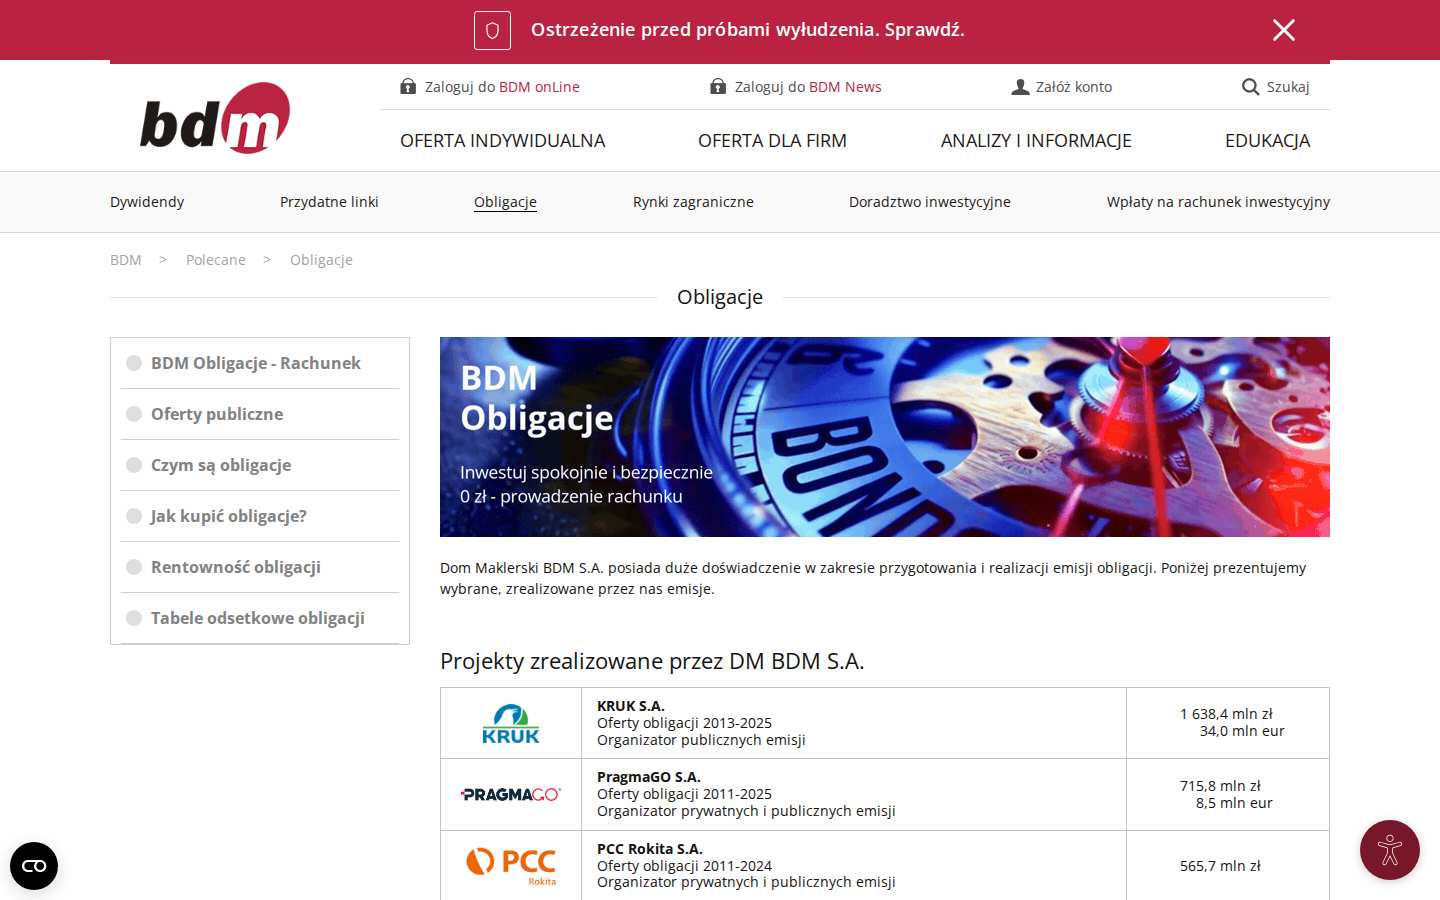 Ostrzeżenie przed próbami wyłudzenia. Sprawdź.
bdm
Zaloguj do BDM onLine
Zaloguj do BDM News
Załóż konto
Szukaj
OFERTA INDYWIDUALNA
OFERTA DLA FIRM
ANALIZY I INFORMACJE
EDUKACJA
Dywidendy
Przydatne linki
Obligacje
Rynki zagraniczne
Doradztwo inwestycyjne
Wpłaty na rachunek inwestycyjny
BDM > Polecane > Obligacje
Obligacje
BDM Obligacje - Rachunek
Oferty publiczne
Czym są obligacje
Jak kupić obligacje?
Rentowność obligacji
Tabele odsetkowe obligacji
BDM
Obligacje
Inwestuj spokojnie i bezpiecznie
0 zł - prowadzenie rachunku
BOND
Dom Maklerski BDM S.A. posiada duże doświadczenie w zakresie przygotowania i realizacji emisji obligacji. Poniżej prezentujemy
wybrane, zrealizowane przez nas emisje.
Projekty zrealizowane przez DM BDM S.A.
KRUK
KRUK S.A.
Oferty obligacji 2013-2025
Organizator publicznych emisji
1 638,4 mln zł
34,0 mln eur
PRAGMAGO
PragmaGO S.A.
Oferty obligacji 2011-2025
Organizator prywatnych i publicznych emisji
715,8 mln zł
8,5 mln eur
PCC
Rokita
PCC Rokita S.A.
Oferty obligacji 2011-2024
Organizator prywatnych i publicznych emisji
565,7 mln zł